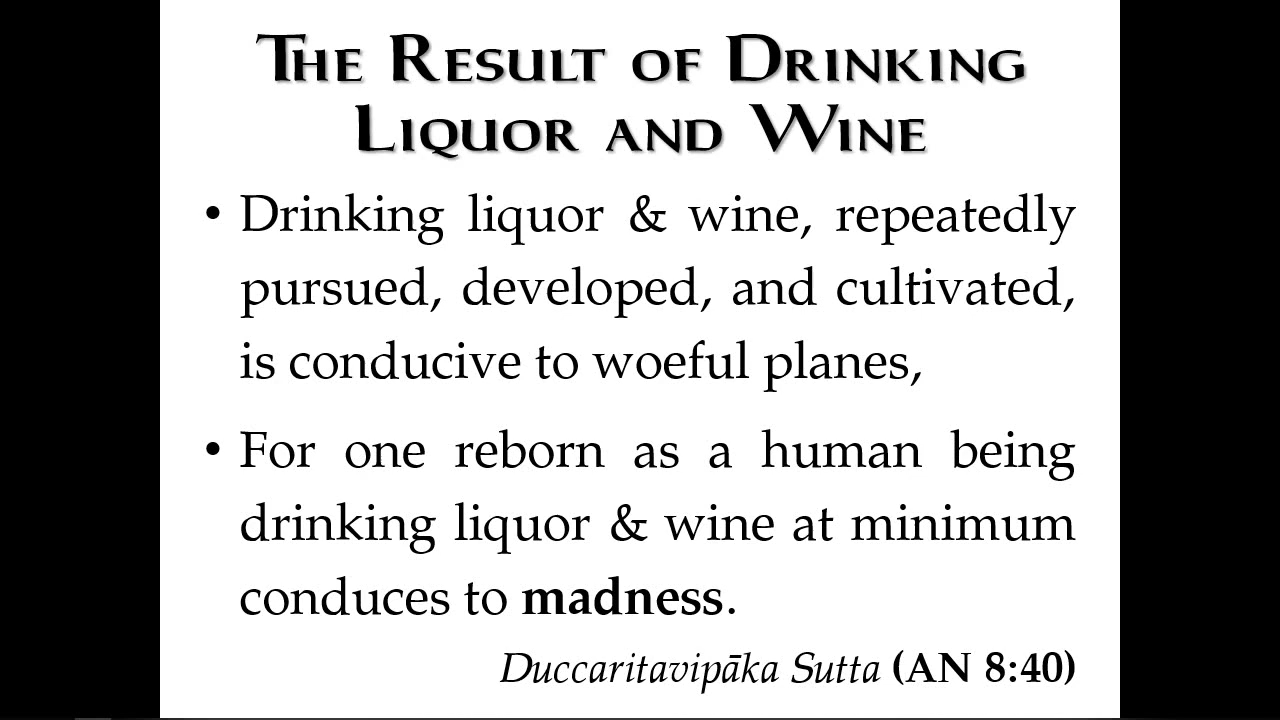 The Result of Drinking
Liquor and Wine
• Drinking liquor & wine, repeatedly
pursued, developed, and cultivated,
is conducive to woeful planes,
• For one reborn as a human being
drinking liquor & wine at minimum
conduces to madness.
Duccaritavipāka Sutta (AN 8:40)